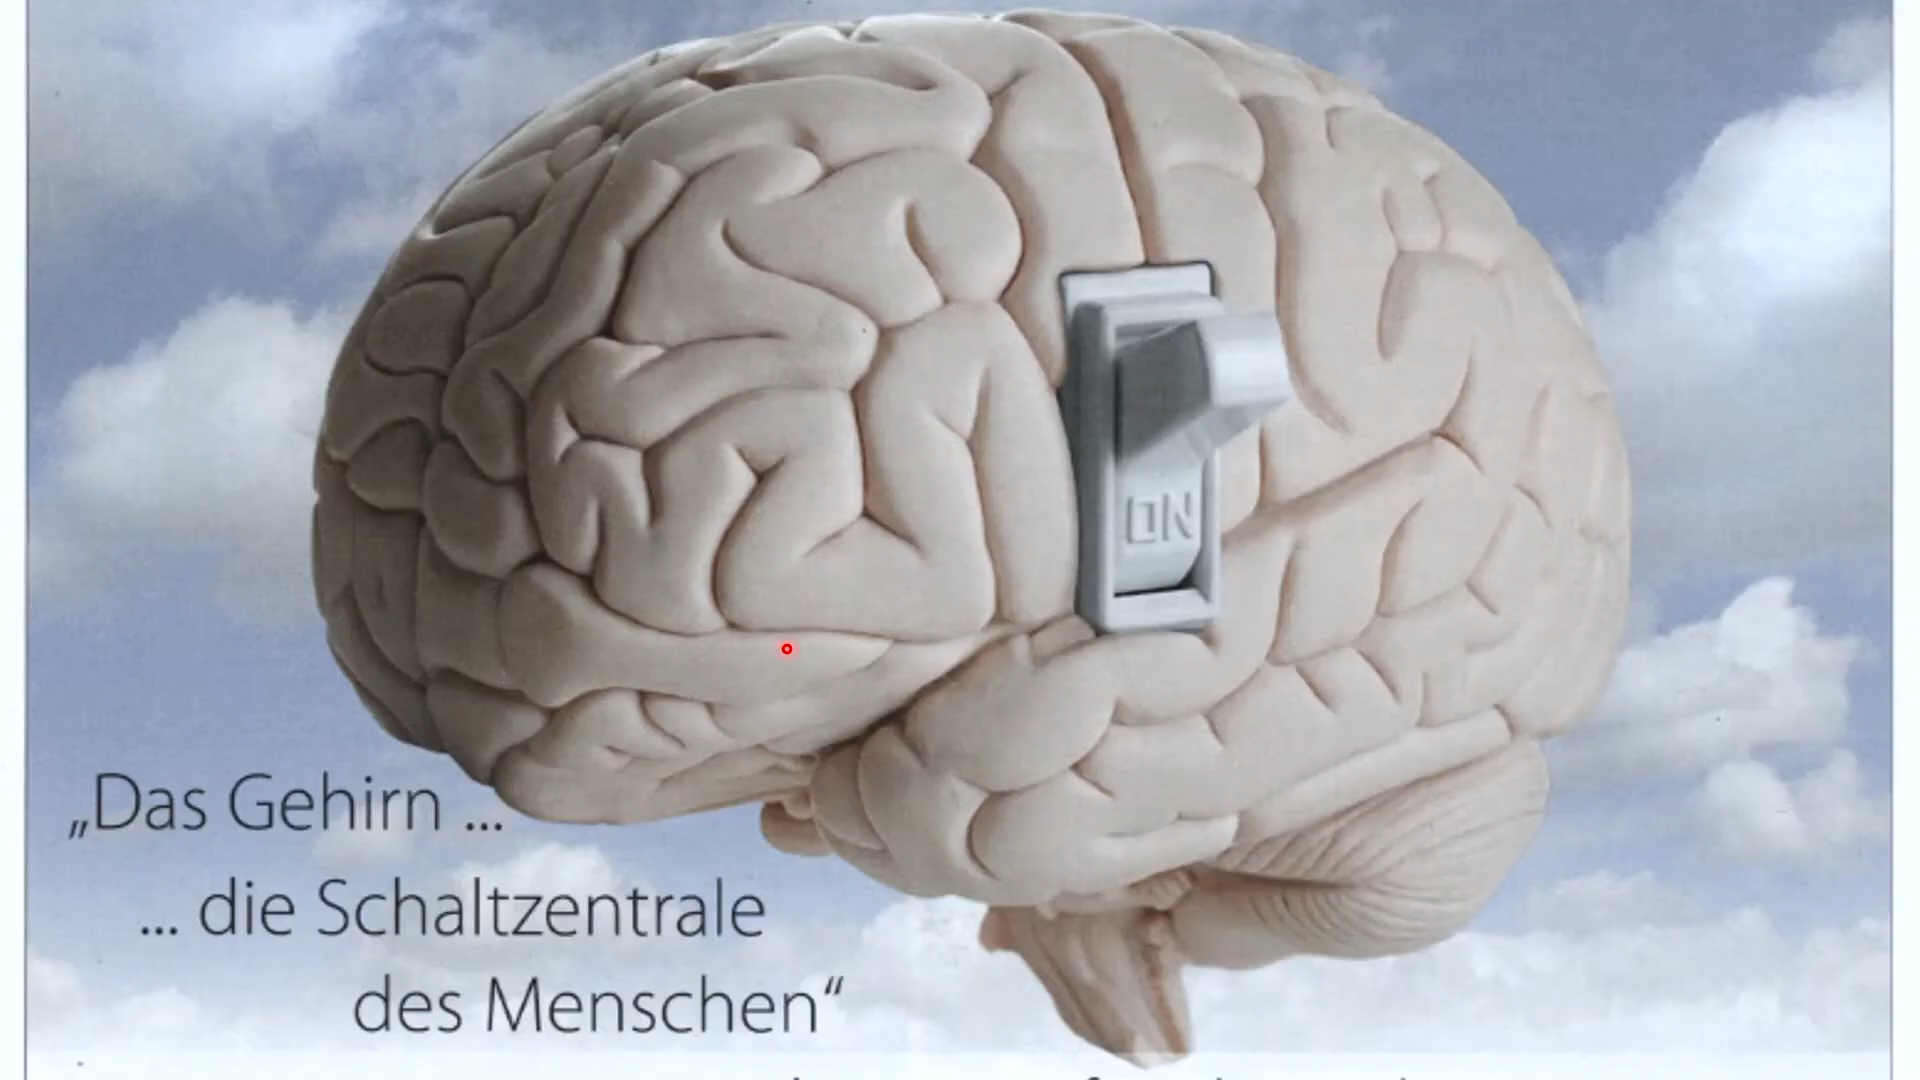 ON
„Das Gehirn ...
... die Schaltzentrale
des Menschen“